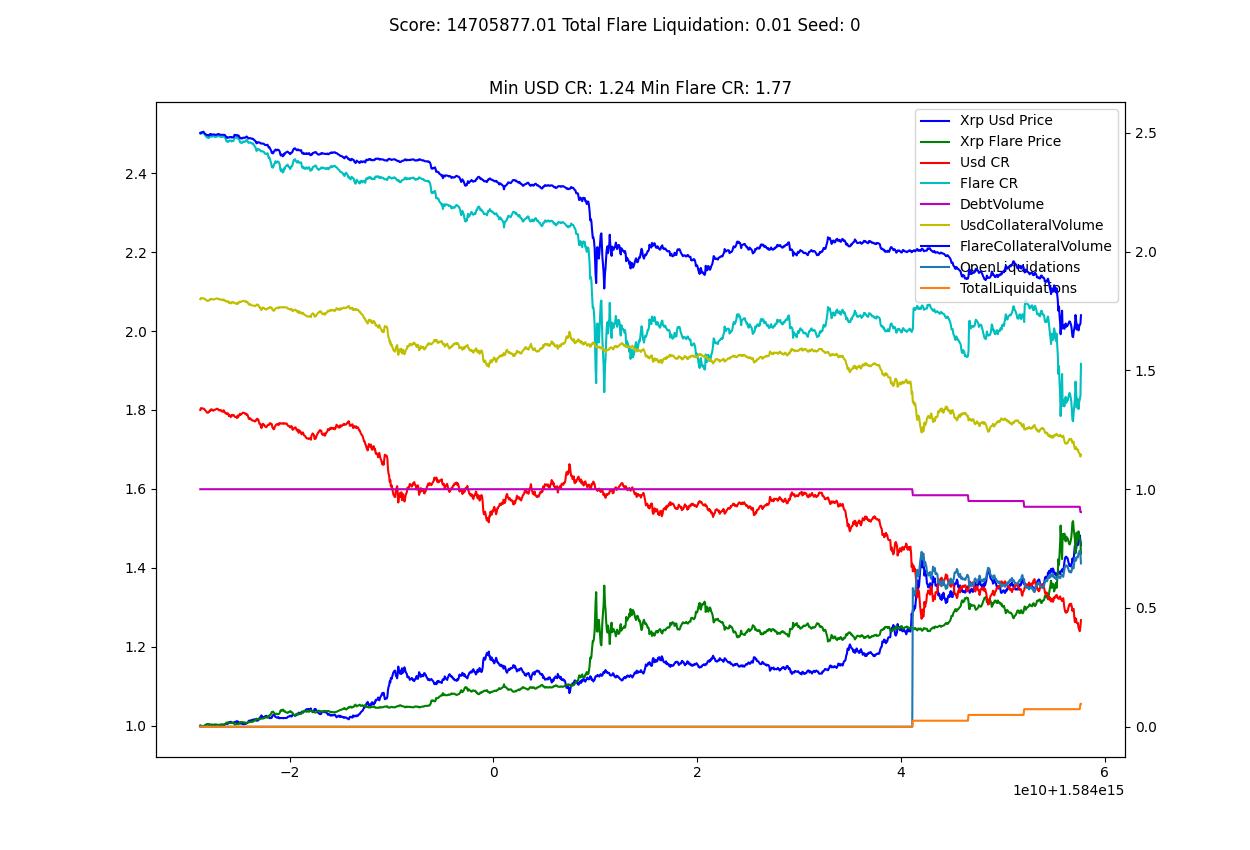 Score: 14705877.01 Total Flare Liquidation: 0.01 Seed: 0
Min USD CR: 1.24 Min Flare CR: 1.77
Xrp Usd Price
Xrp Flare Price
Usd CR
Flare CR
DebtVolume
UsdCollateralVolume
FlareCollateralVolume
OpenLiquidations
TotalLiquidations
2.4
2.2
2.0
1.8
1.6
1.4
1.2
1.0
2.5
2.0
1.5
1.0
0.5
0.0
−2
0
2
4
6
1e10+1.584e15